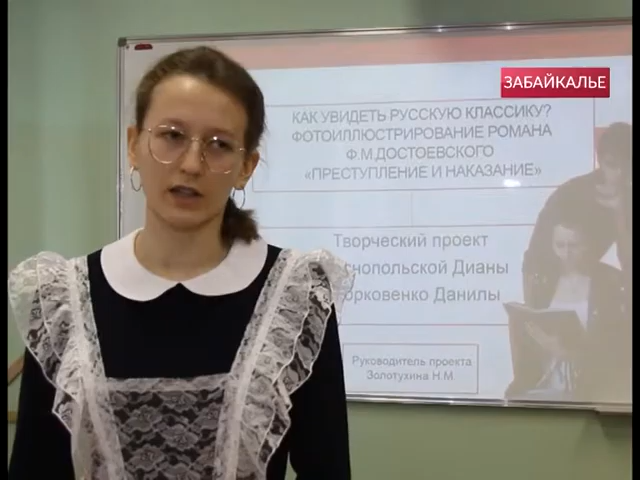 ЗАБАЙКАЛЬЕ
КАК УВИДЕТЬ РУССКУЮ КЛАССИКУ?
ФОТОИЛЛЮСТРИРОВАНИЕ РОМАНА
Ф.М.ДОСТОЕВСКОГО
«ПРЕСТУПЛЕНИЕ И НАКАЗАНИЕ»
Творческий проект
Дианы
Данилы
Руководитель проекта
Золотухина Н.М.